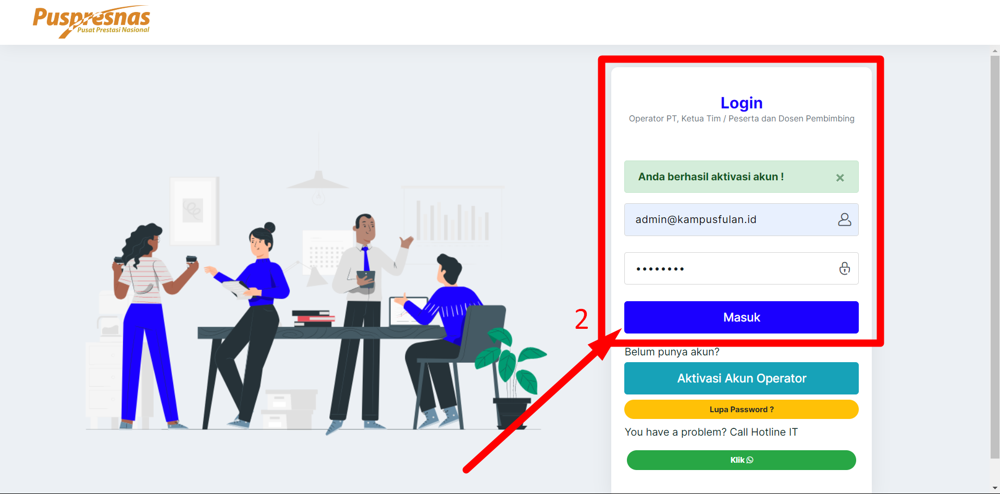 Puspresnas
Pusat Prestasi Nasional
Login
Operator PT, Ketua Tim / Peserta dan Dosen Pembimbing
Anda berhasil aktivasi akun !
×
admin@kampusfulan.id
••••••••
2
Masuk
Belum punya akun?
Aktivasi Akun Operator
Lupa Password ?
You have a problem? Call Hotline IT
Klik